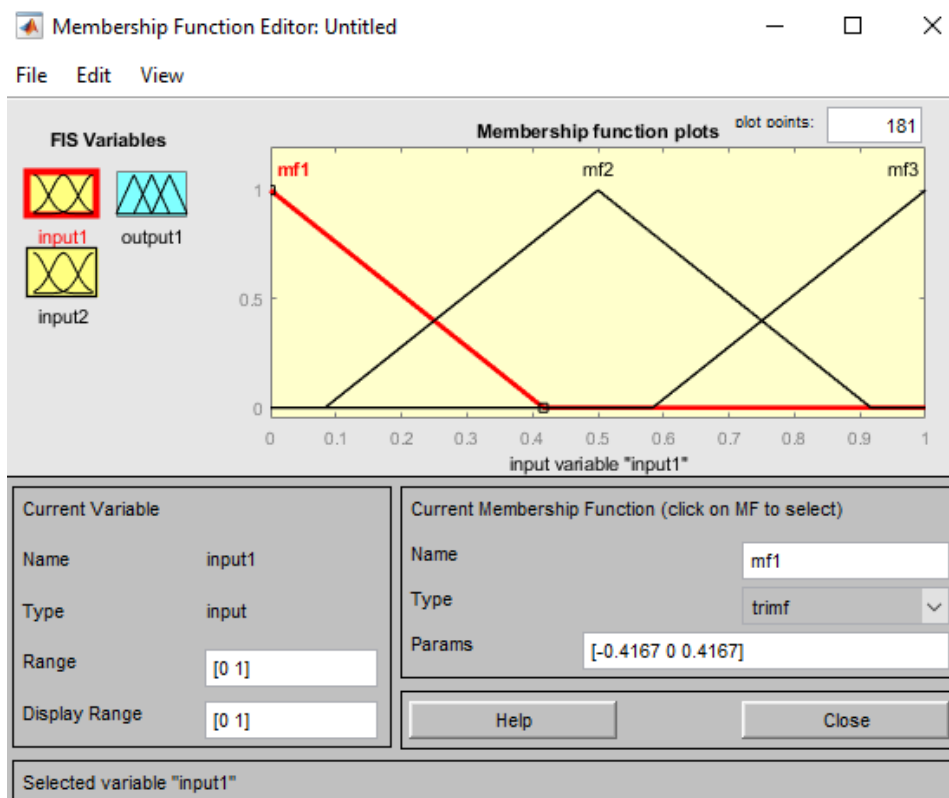 Membership Function Editor: Untitled
File Edit View
FIS Variables
input1
output1
input2
Membership function plots
plot points:
181
mf1
mf2
mf3
1
0.5
0
0 0.1 0.2 0.3 0.4 0.5 0.6 0.7 0.8 0.9 1
input variable "input1"
Current Variable
Name input1
Type input
Range [0 1]
Display Range [0 1]
Current Membership Function (click on MF to select)
Name mf1
Type trimf
Params [-0.4167 0 0.4167]
Help
Close
Selected variable "input1"